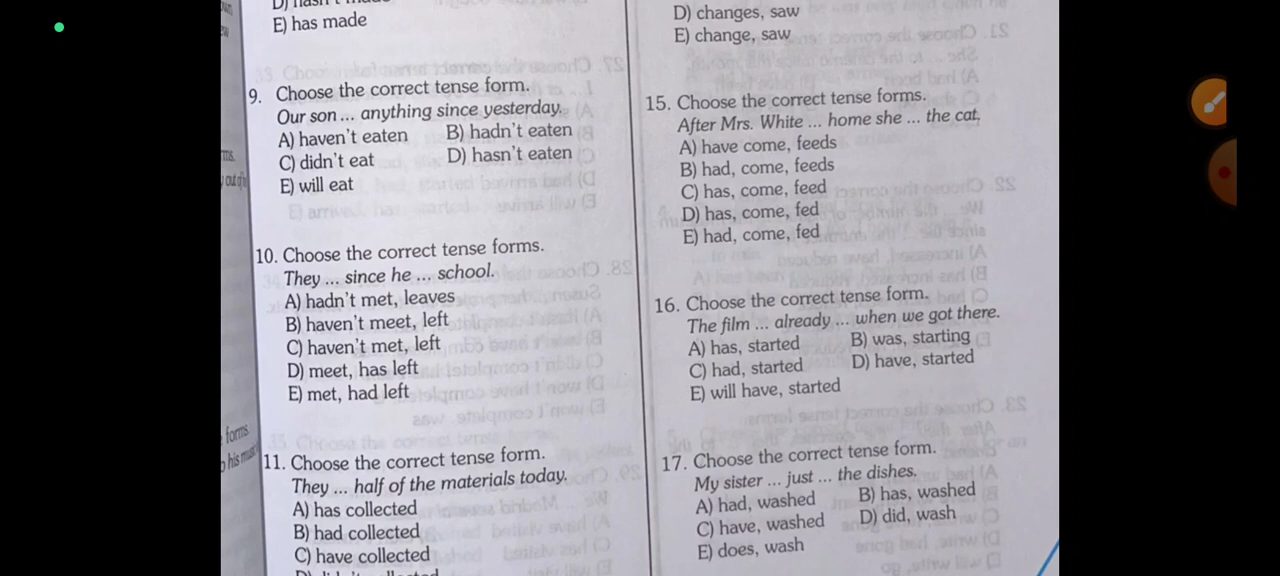 E) has made
9. Choose the correct tense form.
Our son ... anything since yesterday.
A) haven't eaten B) hadn't eaten
C) didn't eat D) hasn't eaten
E) will eat
10. Choose the correct tense forms.
They ... since he ... school.
A) hadn't met, leaves
B) haven't meet, left
C) haven't met, left
D) meet, has left
E) met, had left
11. Choose the correct tense form.
They ... half of the materials today.
A) has collected
B) had collected
C) have collected
D) changes, saw
E) change, saw
15. Choose the correct tense forms.
After Mrs. White ... home she ... the cat.
A) have come, feeds
B) had, come, feeds
C) has, come, feed
D) has, come, fed
E) had, come, fed
16. Choose the correct tense form.
The film ... already ... when we got there.
A) has, started B) was, starting
C) had, started D) have, started
E) will have, started
17. Choose the correct tense form.
My sister ... just ... the dishes.
A) had, washed B) has, washed
C) have, washed D) did, wash
E) does, wash